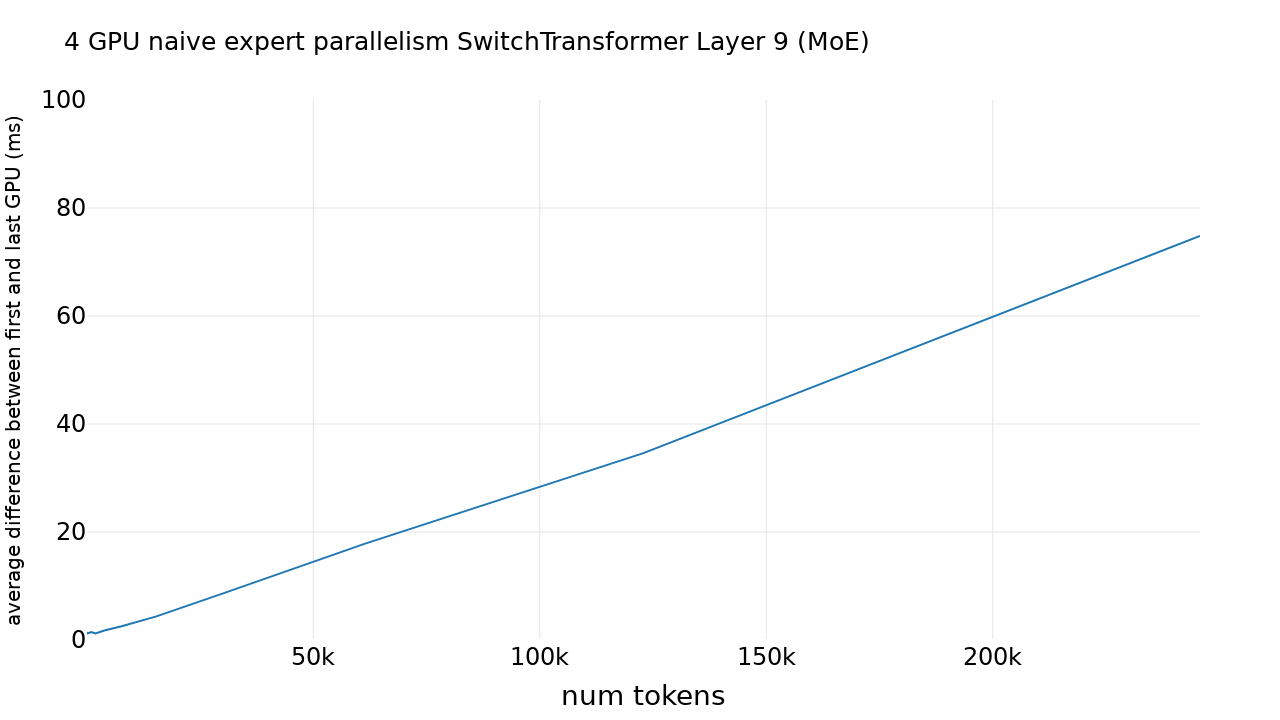 4 GPU naive expert parallelism SwitchTransformer Layer 9 (MoE)
average difference between first and last GPU (ms)
100
80
60
40
20
0
50k
100k
150k
200k
num tokens